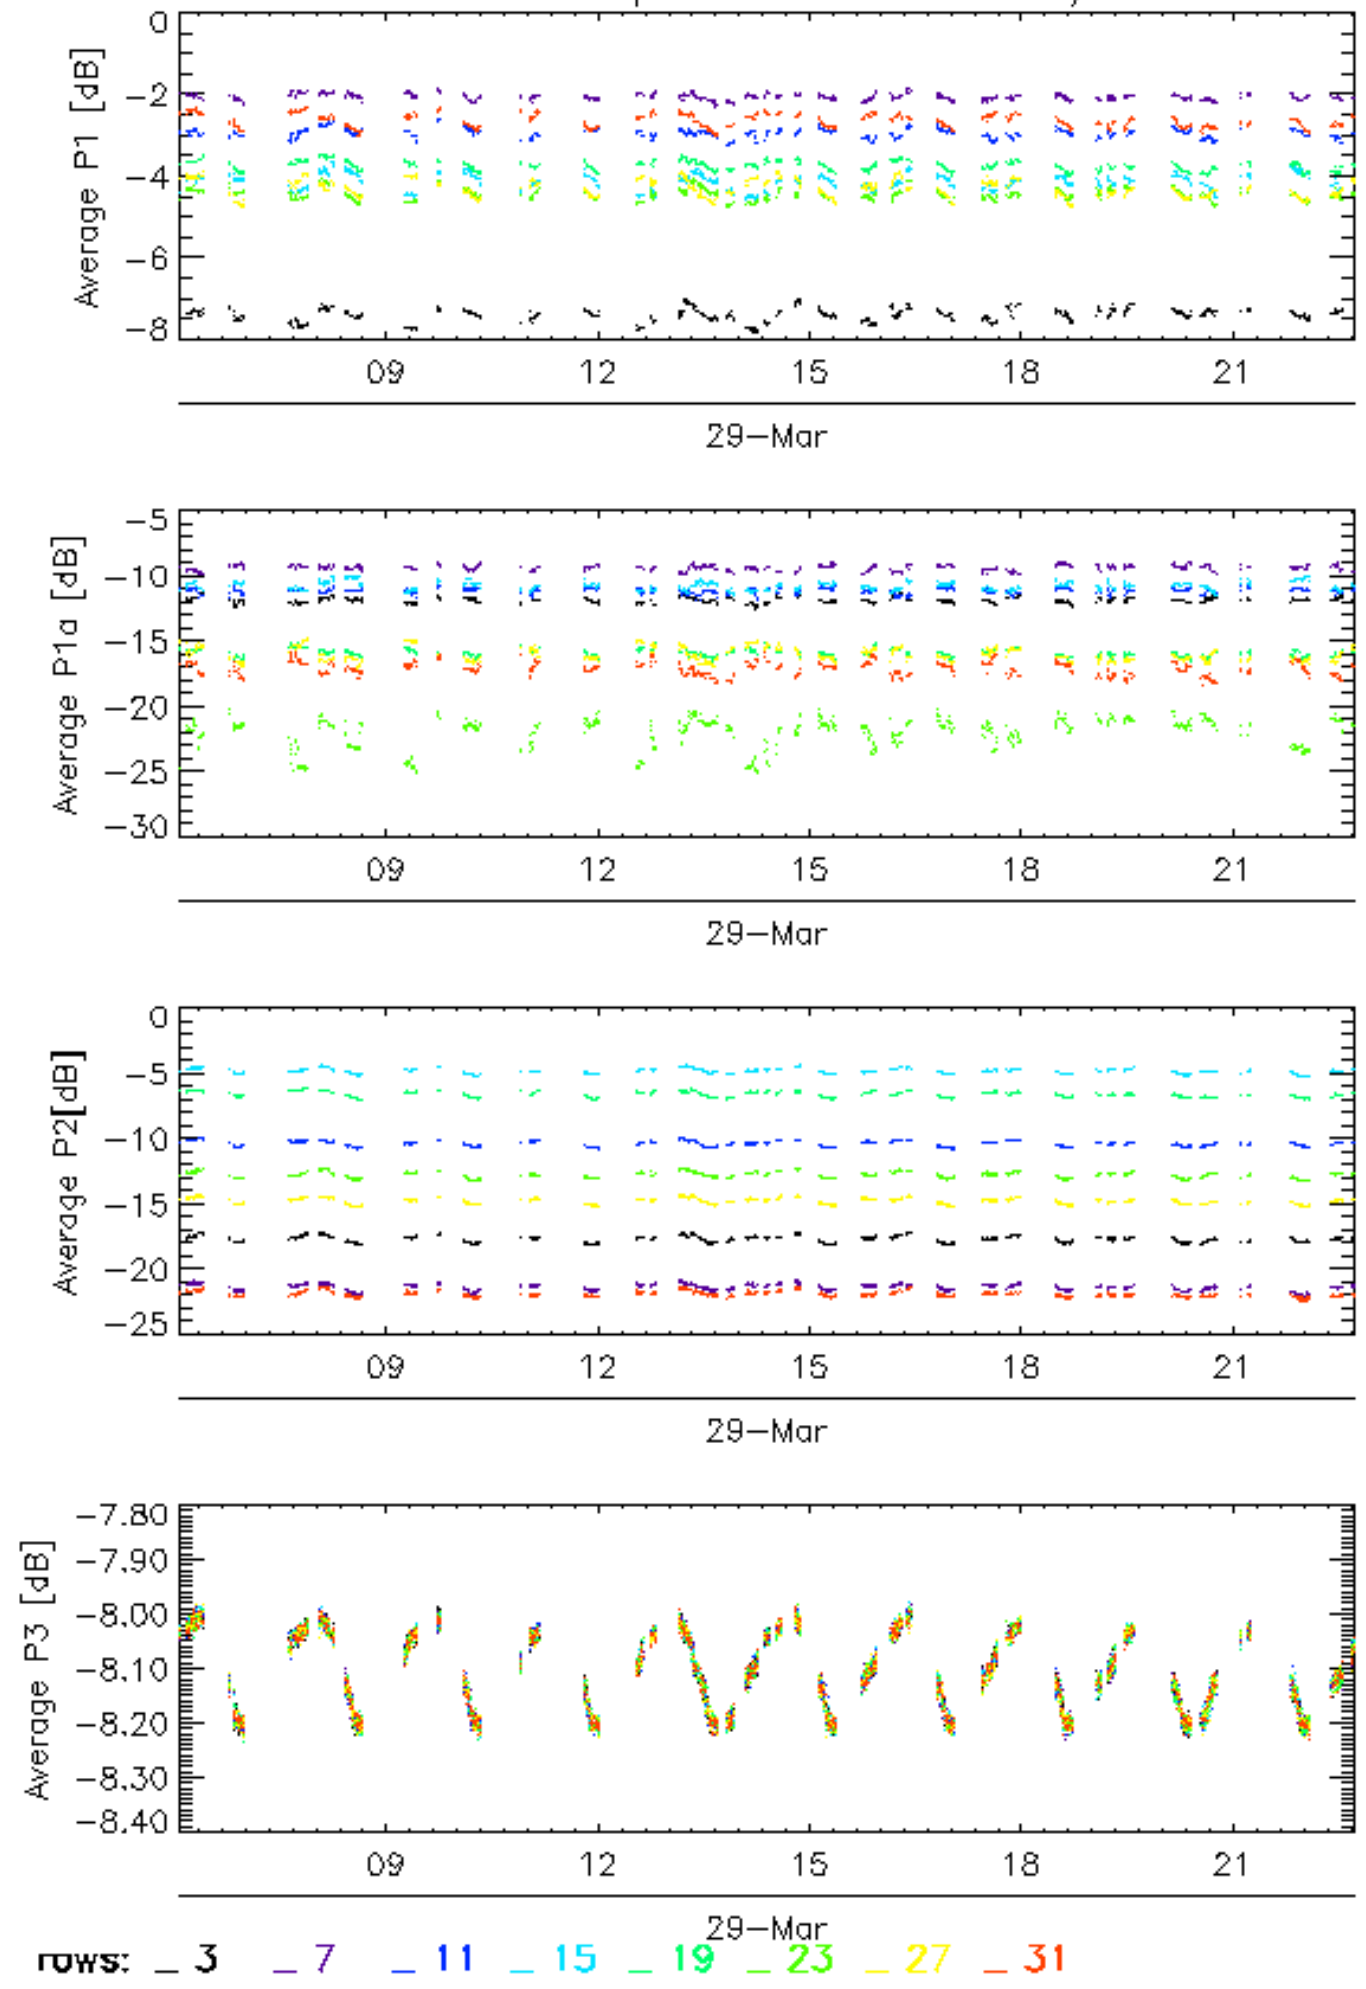 0
−2
−4
−6
−8
Average P1 [dB]
09 12 15 18 21
29−Mar
−5
−10
−15
−20
−25
−30
Average P1a [dB]
09 12 15 18 21
29−Mar
0
−5
−10
−15
−20
−25
Average P2[dB]
09 12 15 18 21
29−Mar
−7.80
−7.90
−8.00
−8.10
−8.20
−8.30
−8.40
Average P3 [dB]
09 12 15 18 21
29−Mar
rows: _ 3 _ 7 _ 11 _ 15 _ 19 _ 23 _ 27 _ 31